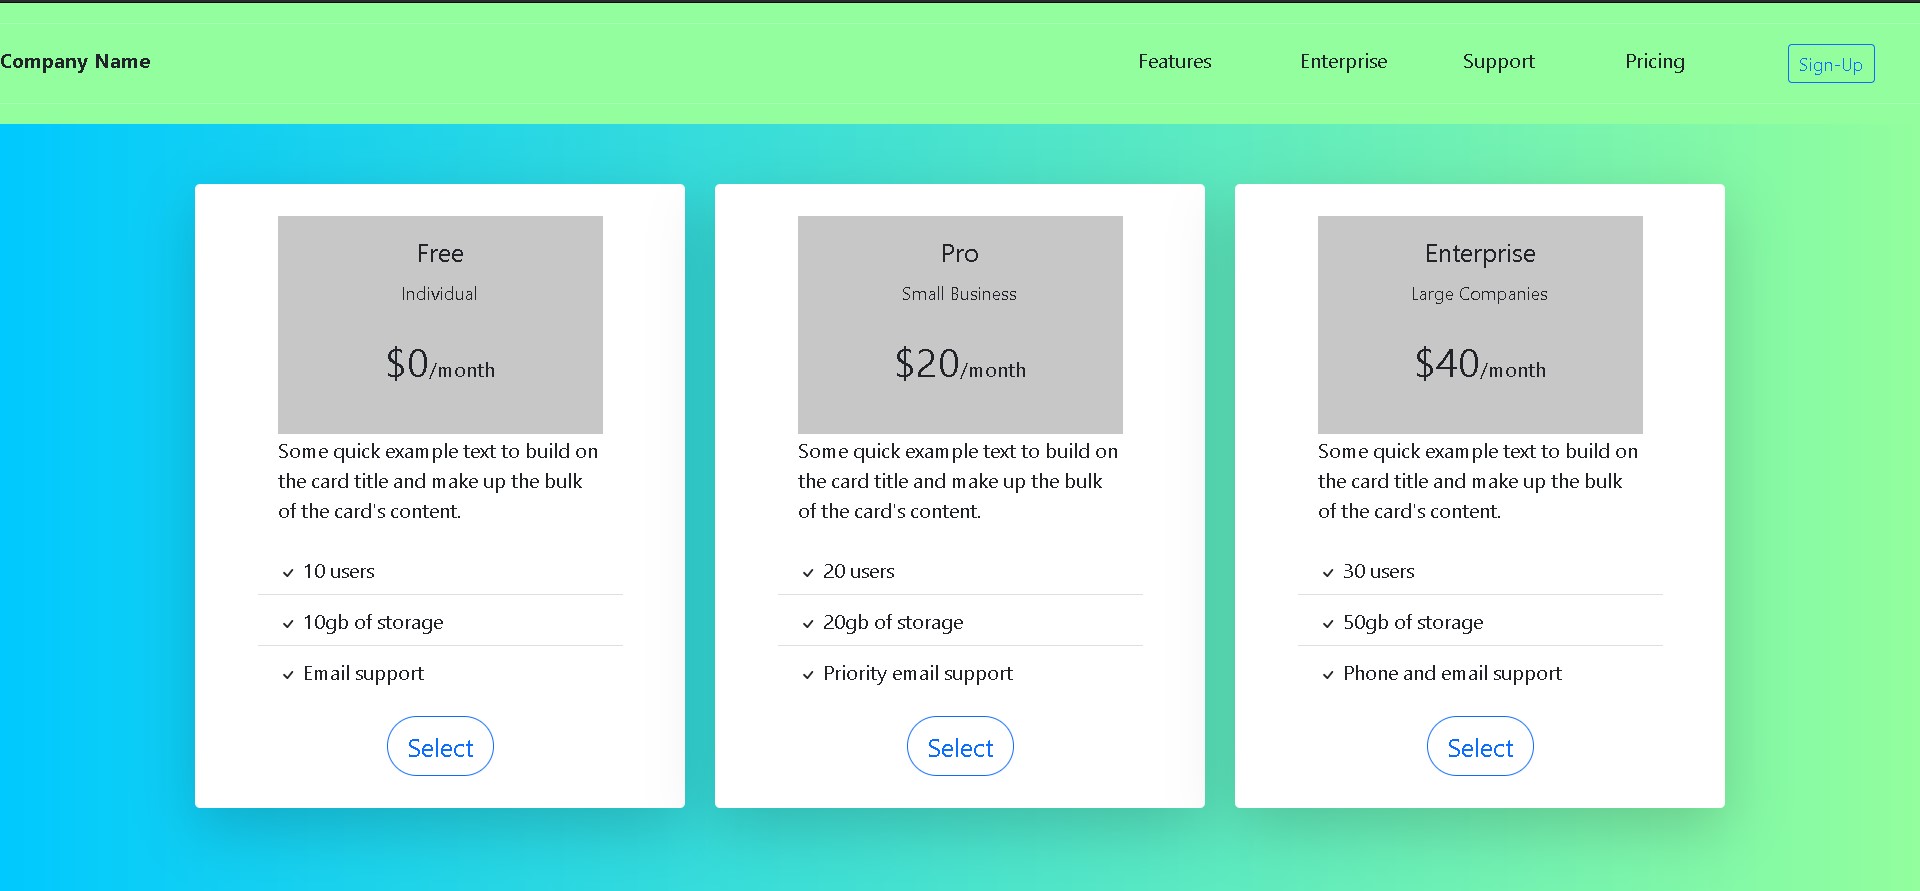 Company Name
Features
Enterprise
Support
Pricing
Sign-Up
Free
Individual
$0/month
Some quick example text to build on
the card title and make up the bulk
of the card's content.
10 users
10gb of storage
Email support
Select
Pro
Small Business
$20/month
Some quick example text to build on
the card title and make up the bulk
of the card's content.
20 users
20gb of storage
Priority email support
Select
Enterprise
Large Companies
$40/month
Some quick example text to build on
the card title and make up the bulk
of the card's content.
30 users
50gb of storage
Phone and email support
Select